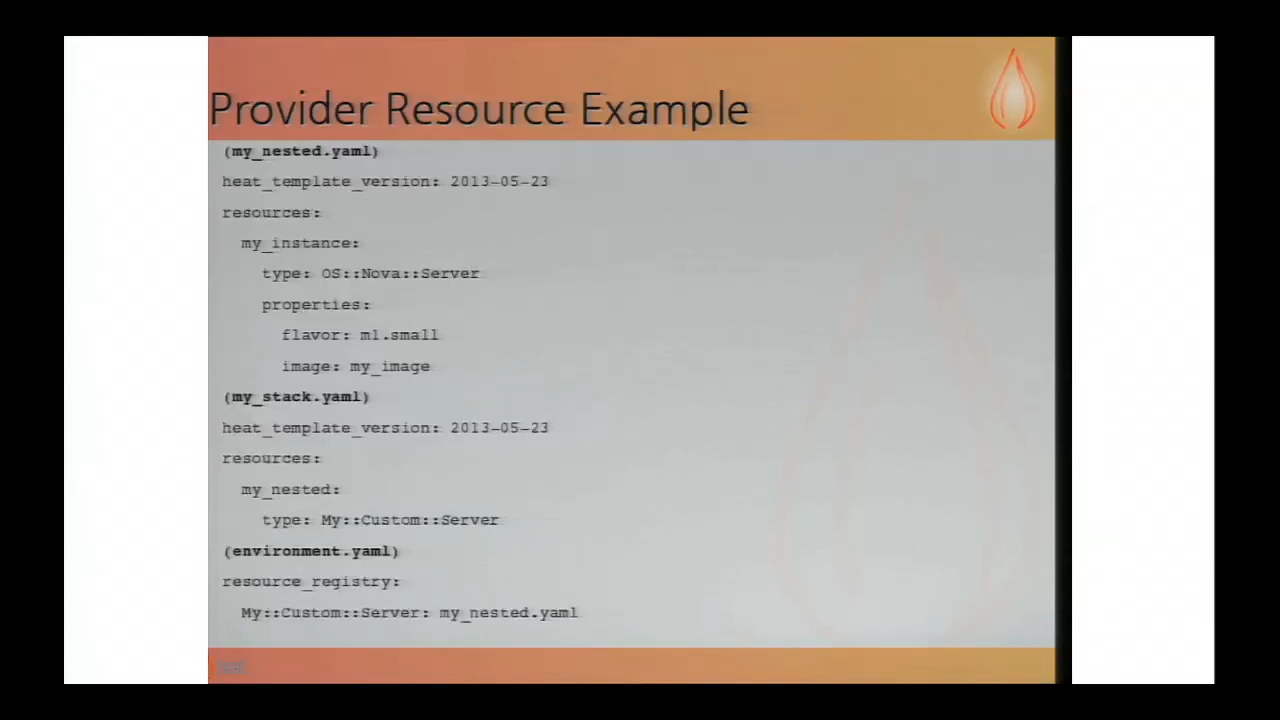 Provider Resource Example
(my_nested.yaml)
heat_template_version: 2013-05-23
resources:
my_instance:
type: OS::Nova::Server
properties:
flavor: m1.small
image: my_image
(my_stack.yaml)
heat_template_version: 2013-05-23
resources:
my_nested:
type: My::Custom::Server
(environment.yaml)
resource_registry:
My::Custom::Server: my_nested.yaml